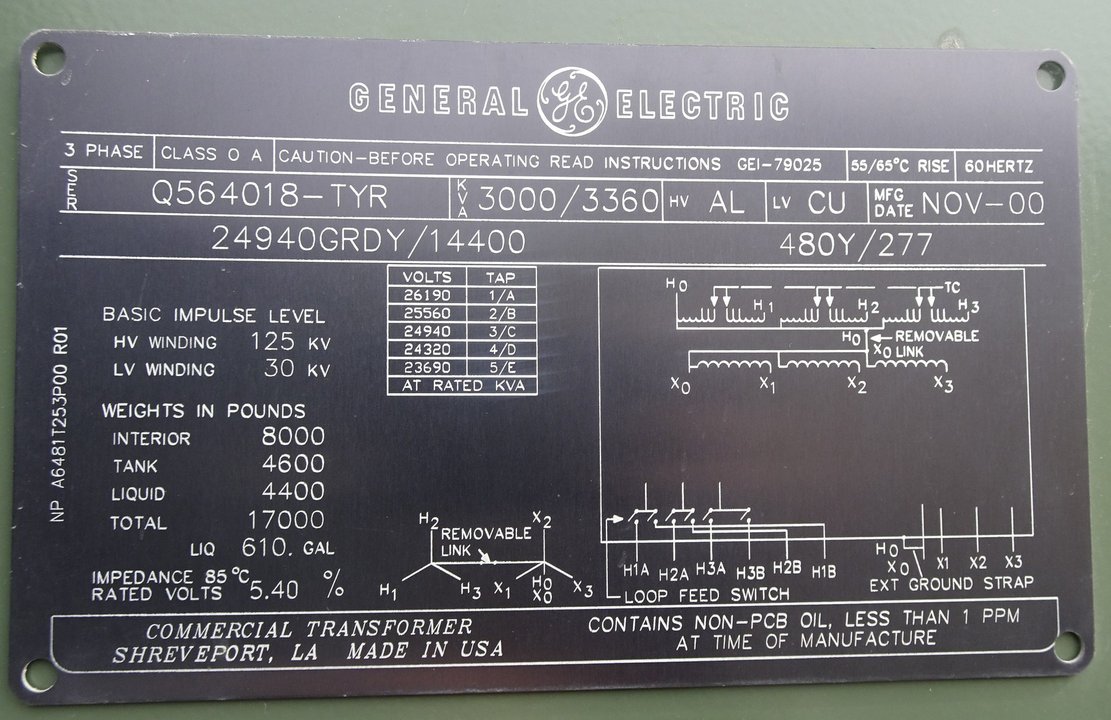 GENERAL GE ELECTRIC
3 PHASE CLASS O A CAUTION-BEFORE OPERATING READ INSTRUCTIONS GEI-79025 55/65°C RISE 60HERTZ
SER Q564018-TYR KVA 3000/3360 HV AL LV CU MFG DATE NOV-00
24940GRDY/14400 480Y/277
VOLTS TAP
26190 1/A
25560 2/B
24940 3/C
24320 4/D
23690 5/E
AT RATED KVA
BASIC IMPULSE LEVEL
HV WINDING 125 KV
LV WINDING 30 KV
WEIGHTS IN POUNDS
INTERIOR 8000
TANK 4600
LIQUID 4400
TOTAL 17000
LIQ 610. GAL
IMPEDANCE 85°C
RATED VOLTS 5.40 %
NP A6481T253P00 R01
H2 X2
REMOVABLE
LINK
H1 H3 X1 H0 X0 X3
H0 TC
H1 H2 H3
H0 REMOVABLE
X0 LINK
X0 X1 X2 X3
H1A H2A H3A H3B H2B H1B
LOOP FEED SWITCH
H0
X0 X1 X2 X3
EXT GROUND STRAP
COMMERCIAL TRANSFORMER
SHREVEPORT, LA MADE IN USA
CONTAINS NON-PCB OIL, LESS THAN 1 PPM
AT TIME OF MANUFACTURE